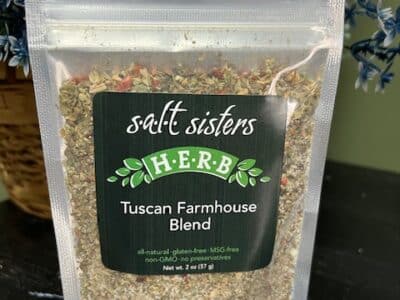 s•a•l•t sisters
H•E•R•B
Tuscan Farmhouse
Blend
all-natural • gluten-free • MSG-free
non-GMO • no preservatives
Net wt. 2 oz (57 g)